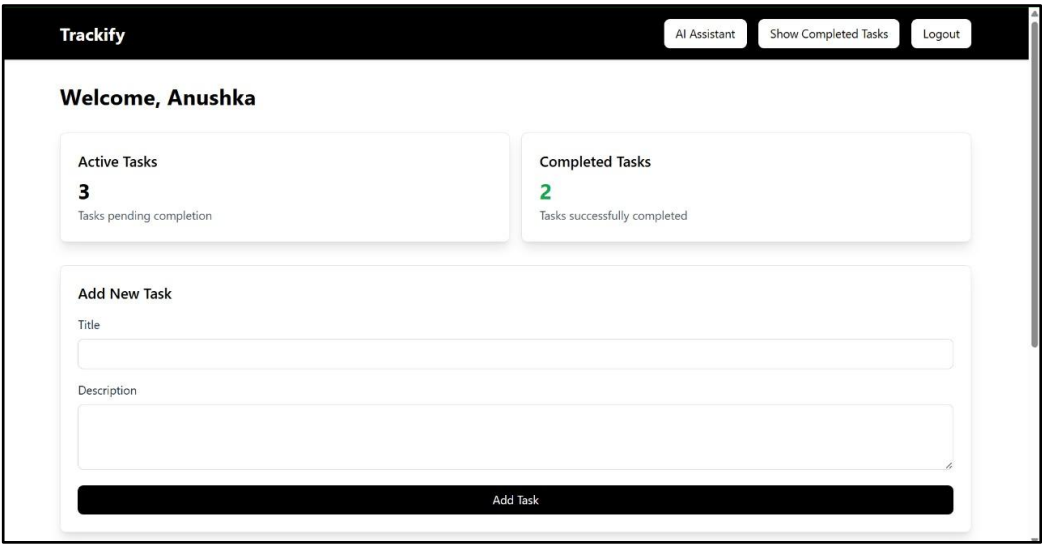 Trackify
AI Assistant
Show Completed Tasks
Logout
Welcome, Anushka
Active Tasks
3
Tasks pending completion
Completed Tasks
2
Tasks successfully completed
Add New Task
Title
Description
Add Task